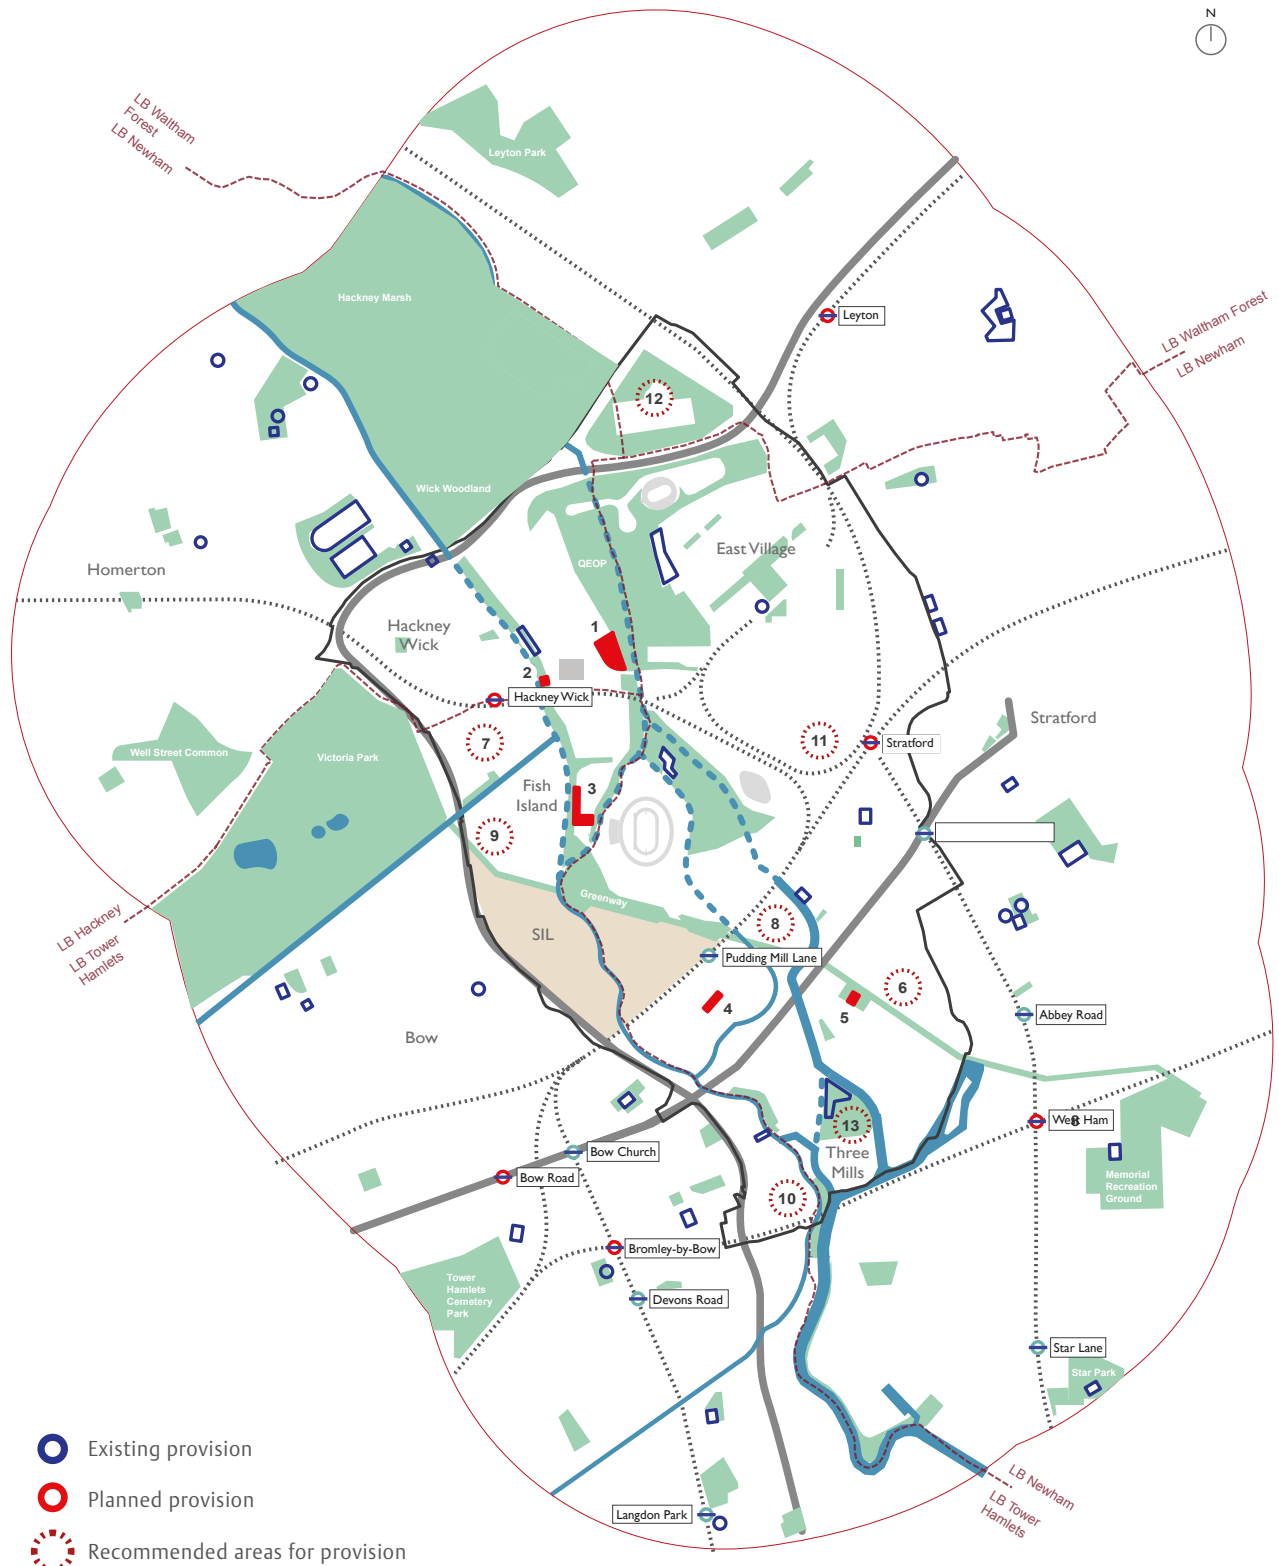 N
LB Waltham
Forest
LB Newham
Leyton Park
Hackney Marsh
Leyton
LB Waltham Forest
LB Newham
12
Wick Woodland
East Village
QEOP
Homerton
Hackney
Wick
1
2
Hackney Wick
Stratford
7
11
Stratford
Well Street Common
Victoria Park
Fish
Island
3
9
Greenway
LB Hackney
LB Tower
Hamlets
SIL
8
Pudding Mill Lane
6
4
5
Abbey Road
Bow
West Ham
8
13
Three
Mills
Bow Church
Bow Road
Memorial
Recreation
Ground
10
Bromley-by-Bow
Tower
Hamlets
Cemetery
Park
Devons Road
Star Lane
Star Park
Existing provision
Planned provision
Recommended areas for provision
Langdon Park
LB Newham
LB Tower
Hamlets